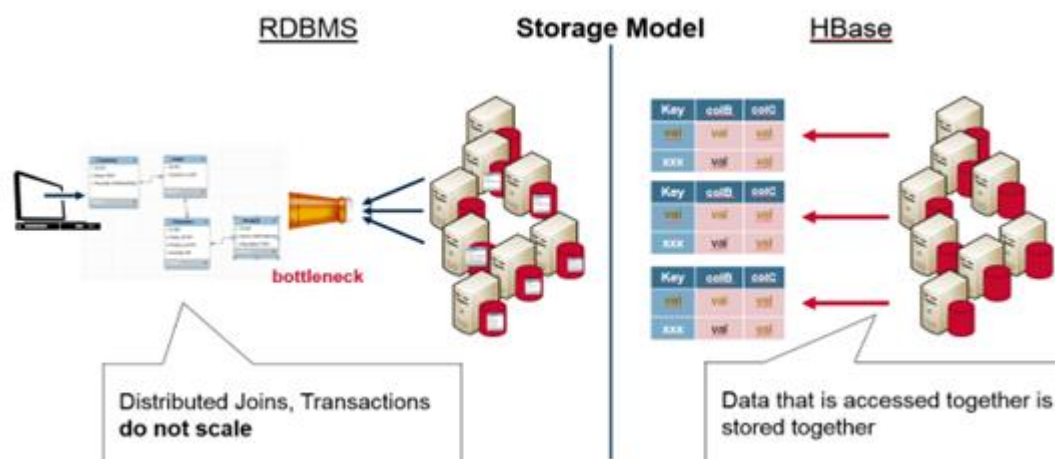 RDBMS
Storage Model
HBase
bottleneck
Distributed Joins, Transactions
do not scale
Key colB colC
val val val
xxx val val
Key colB colC
val val val
xxx val val
Key colB colC
val val val
xxx val val
Data that is accessed together is
stored together